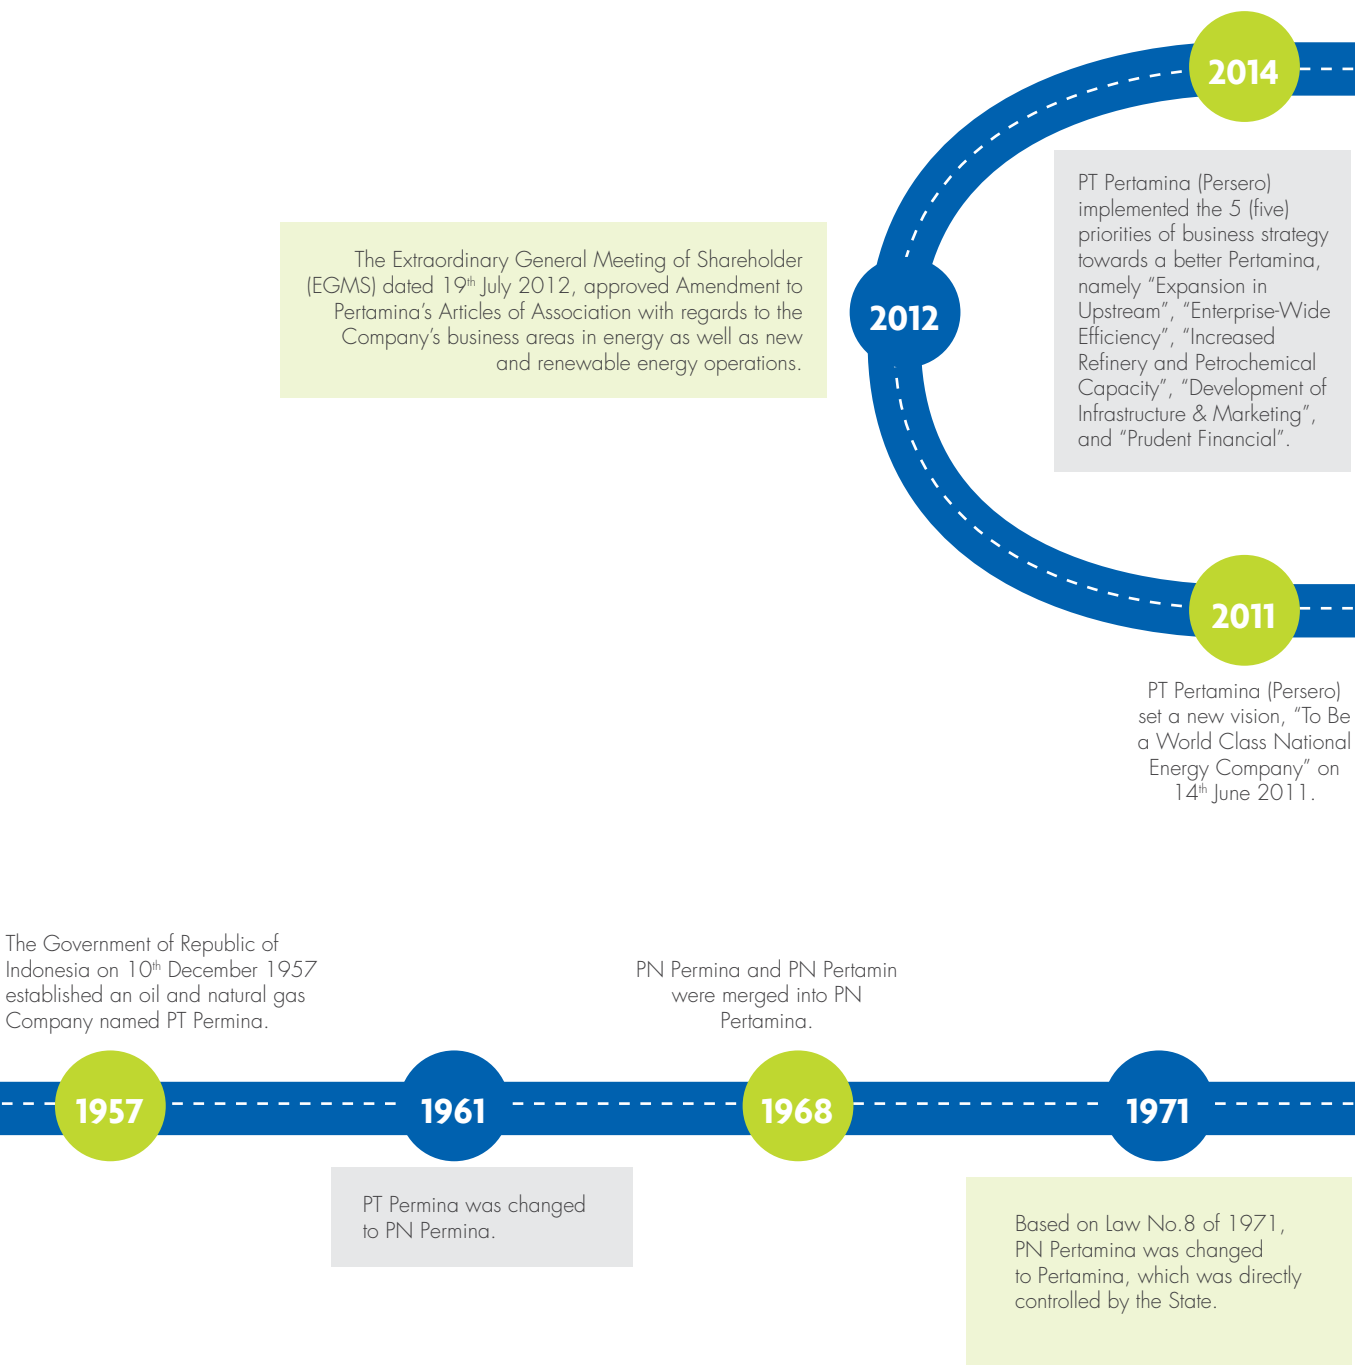 2014
PT Pertamina (Persero)
implemented the 5 (five)
priorities of business strategy
towards a better Pertamina,
namely “Expansion in
Upstream”, “Enterprise-Wide
Efficiency”, “Increased
Refinery and Petrochemical
Capacity”, “Development of
Infrastructure & Marketing”,
and “Prudent Financial”.
The Extraordinary General Meeting of Shareholder
(EGMS) dated 19th July 2012, approved Amendment to
Pertamina’s Articles of Association with regards to the
Company’s business areas in energy as well as new
and renewable energy operations.
2012
2011
PT Pertamina (Persero)
set a new vision, “To Be
a World Class National
Energy Company” on
14th June 2011.
The Government of Republic of
Indonesia on 10th December 1957
established an oil and natural gas
Company named PT Permina.
1957
1961
PT Permina was changed
to PN Permina.
PN Permina and PN Pertamin
were merged into PN
Pertamina.
1968
1971
Based on Law No.8 of 1971,
PN Pertamina was changed
to Pertamina, which was directly
controlled by the State.